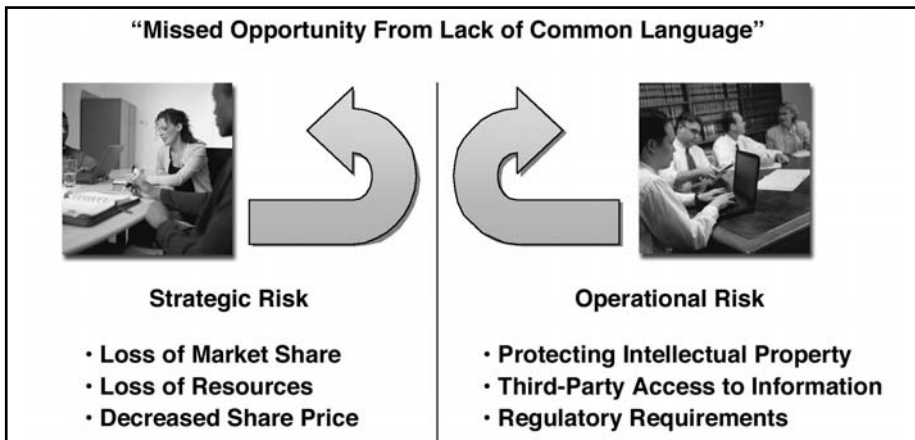 “Missed Opportunity From Lack of Common Language”
Strategic Risk
· Loss of Market Share
· Loss of Resources
· Decreased Share Price
Operational Risk
· Protecting Intellectual Property
· Third-Party Access to Information
· Regulatory Requirements